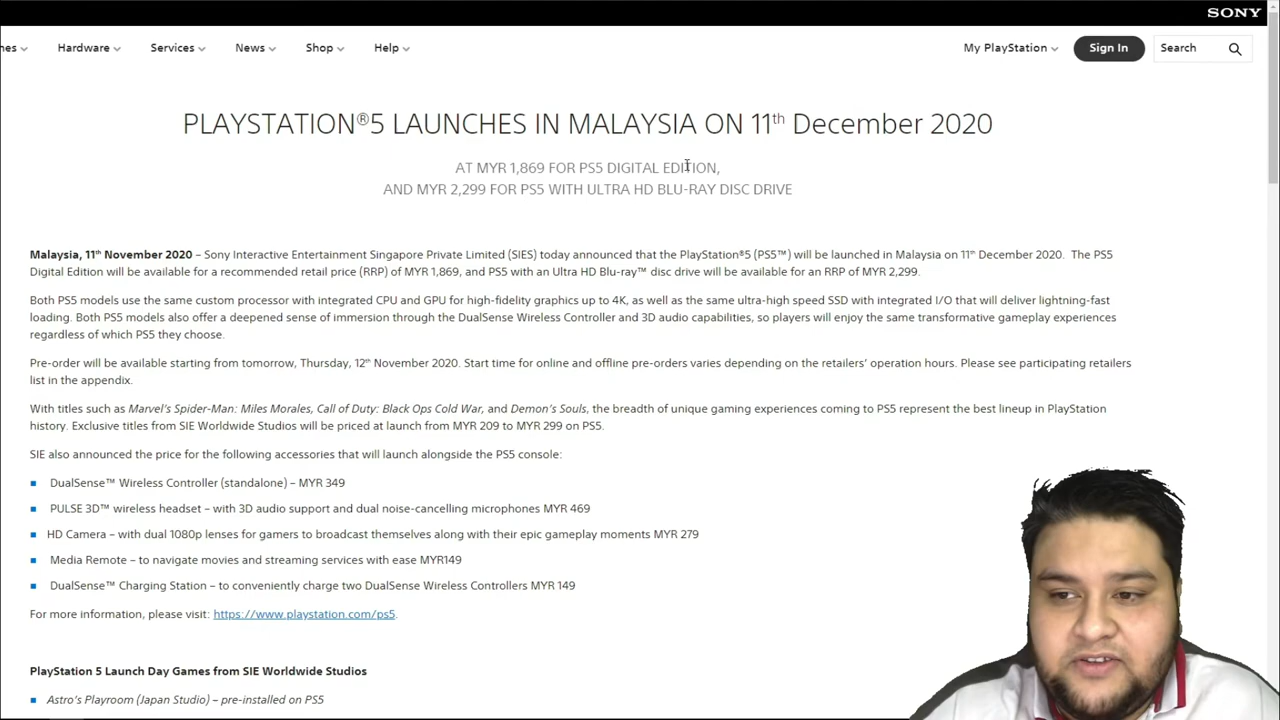 SONY
Hardware
Services
News
Shop
Help
My PlayStation
Sign In
Search
PLAYSTATION®5 LAUNCHES IN MALAYSIA ON 11th December 2020
AT MYR 1,869 FOR PS5 DIGITAL EDITION,
AND MYR 2,299 FOR PS5 WITH ULTRA HD BLU-RAY DISC DRIVE
Malaysia, 11th November 2020 – Sony Interactive Entertainment Singapore Private Limited (SIES) today announced that the PlayStation®5 (PS5™) will be launched in Malaysia on 11th December 2020. The PS5
Digital Edition will be available for a recommended retail price (RRP) of MYR 1,869, and PS5 with an Ultra HD Blu-ray™ disc drive will be available for an RRP of MYR 2,299.
Both PS5 models use the same custom processor with integrated CPU and GPU for high-fidelity graphics up to 4K, as well as the same ultra-high speed SSD with integrated I/O that will deliver lightning-fast
loading. Both PS5 models also offer a deepened sense of immersion through the DualSense Wireless Controller and 3D audio capabilities, so players will enjoy the same transformative gameplay experiences
regardless of which PS5 they choose.
Pre-order will be available starting from tomorrow, Thursday, 12th November 2020. Start time for online and offline pre-orders varies depending on the retailers’ operation hours. Please see participating retailers
list in the appendix.
With titles such as Marvel’s Spider-Man: Miles Morales, Call of Duty: Black Ops Cold War, and Demon’s Souls, the breadth of unique gaming experiences coming to PS5 represent the best lineup in PlayStation
history. Exclusive titles from SIE Worldwide Studios will be priced at launch from MYR 209 to MYR 299 on PS5.
SIE also announced the price for the following accessories that will launch alongside the PS5 console:
DualSense™ Wireless Controller (standalone) – MYR 349
PULSE 3D™ wireless headset – with 3D audio support and dual noise-cancelling microphones MYR 469
HD Camera – with dual 1080p lenses for gamers to broadcast themselves along with their epic gameplay moments MYR 279
Media Remote – to navigate movies and streaming services with ease MYR149
DualSense™ Charging Station – to conveniently charge two DualSense Wireless Controllers MYR 149
For more information, please visit: https://www.playstation.com/ps5.
PlayStation 5 Launch Day Games from SIE Worldwide Studios
Astro’s Playroom (Japan Studio) – pre-installed on PS5